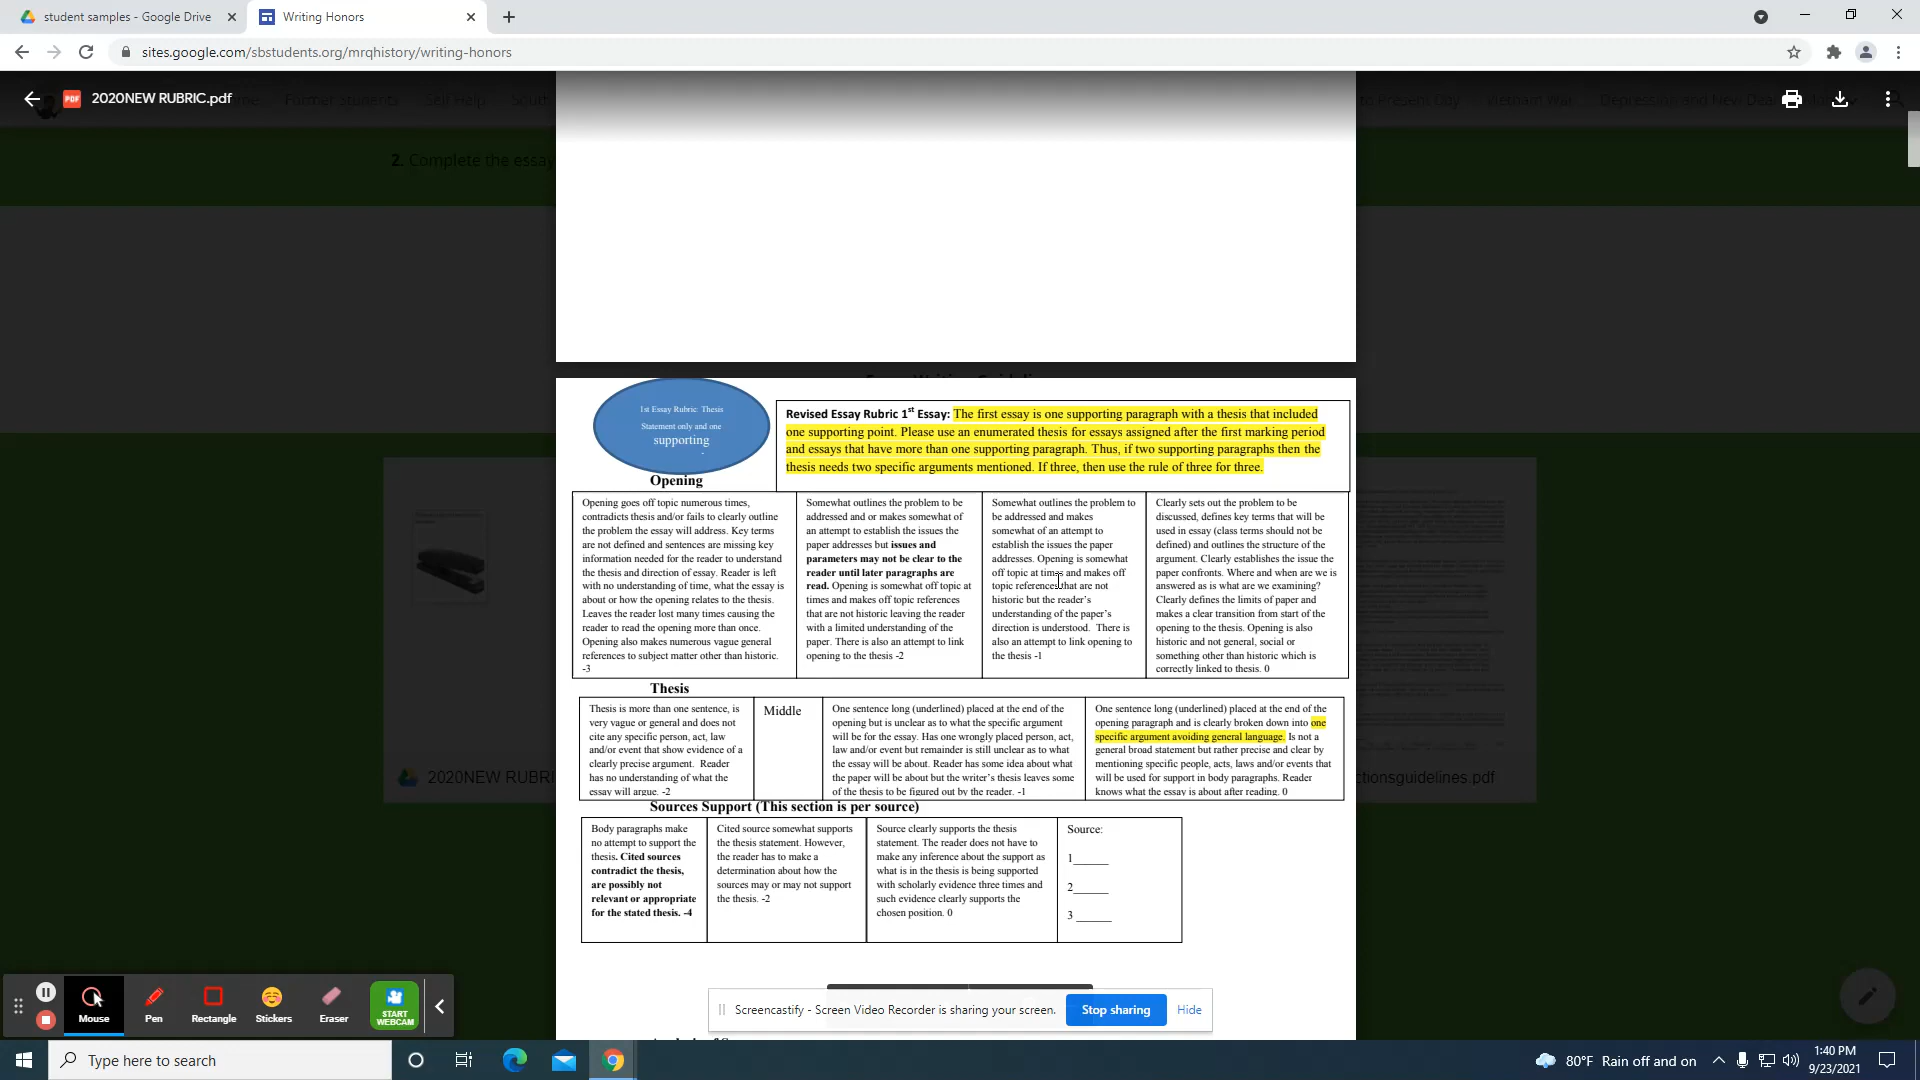 student samples - Google Drive
Writing Honors
sites.google.com/sbstudents.org/mrqhistory/writing-honors
PDF
2020NEW RUBRIC.pdf
Former students
Self Help
South
to Present Day
Vietnam War
Depression and New Deal
2. Complete the essay
1st Essay Rubric: Thesis
Statement only and one
supporting
-
Revised Essay Rubric 1st Essay: The first essay is one supporting paragraph with a thesis that included
one supporting point. Please use an enumerated thesis for essays assigned after the first marking period
and essays that have more than one supporting paragraph. Thus, if two supporting paragraphs then the
thesis needs two specific arguments mentioned. If three, then use the rule of three for three.
Opening
Opening goes off topic numerous times,
contradicts thesis and/or fails to clearly outline
the problem the essay will address. Key terms
are not defined and sentences are missing key
information needed for the reader to understand
the thesis and direction of essay. Reader is left
with no understanding of time, what the essay is
about or how the opening relates to the thesis.
Leaves the reader lost many times causing the
reader to read the opening more than once.
Opening also makes numerous vague general
references to subject matter other than historic.
-3
Somewhat outlines the problem to be
addressed and or makes somewhat of
an attempt to establish the issues the
paper addresses but issues and
parameters may not be clear to the
reader until later paragraphs are
read. Opening is somewhat off topic at
times and makes off topic references
that are not historic leaving the reader
with a limited understanding of the
paper. There is also an attempt to link
opening to the thesis -2
Somewhat outlines the problem to
be addressed and makes
somewhat of an attempt to
establish the issues the paper
addresses. Opening is somewhat
off topic at times and makes off
topic references that are not
historic but the reader's
understanding of the paper's
direction is understood. There is
also an attempt to link opening to
the thesis -1
Clearly sets out the problem to be
discussed, defines key terms that will be
used in essay (class terms should not be
defined) and outlines the structure of the
argument. Clearly establishes the issue the
paper confronts. Where and when are we is
answered as is what are we examining?
Clearly defines the limits of paper and
makes a clear transition from start of the
opening to the thesis. Opening is also
historic and not general, social or
something other than historic which is
correctly linked to thesis. 0
Thesis
Thesis is more than one sentence, is
very vague or general and does not
cite any specific person, act, law
and/or event that show evidence of a
clearly precise argument. Reader
has no understanding of what the
essay will argue. -2
Middle
One sentence long (underlined) placed at the end of the
opening but is unclear as to what the specific argument
will be for the essay. Has one wrongly placed person, act,
law and/or event but remainder is still unclear as to what
the essay will be about. Reader has some idea about what
the paper will be about but the writer's thesis leaves some
of the thesis to be figured out by the reader. -1
One sentence long (underlined) placed at the end of the
opening paragraph and is clearly broken down into one
specific argument avoiding general language. Is not a
general broad statement but rather precise and clear by
mentioning specific people, acts, laws and/or events that
will be used for support in body paragraphs. Reader
knows what the essay is about after reading. 0
Sources Support (This section is per source)
Body paragraphs make
no attempt to support the
thesis. Cited sources
contradict the thesis,
are possibly not
relevant or appropriate
for the stated thesis. -4
Cited source somewhat supports
the thesis statement. However,
the reader has to make a
determination about how the
sources may or may not support
the thesis. -2
Source clearly supports the thesis
statement. The reader does not have to
make any inference about the support as
what is in the thesis is being supported
with scholarly evidence three times and
such evidence clearly supports the
chosen position. 0
Source:
1______
2______
3 ______
2020NEW RUBRI
ctionsguidelines.pdf
Mouse
Pen
Rectangle
Stickers
Eraser
START
WEBCAM
Screencastify - Screen Video Recorder is sharing your screen.
Stop sharing
Hide
Type here to search
80°F Rain off and on
1:40 PM
9/23/2021